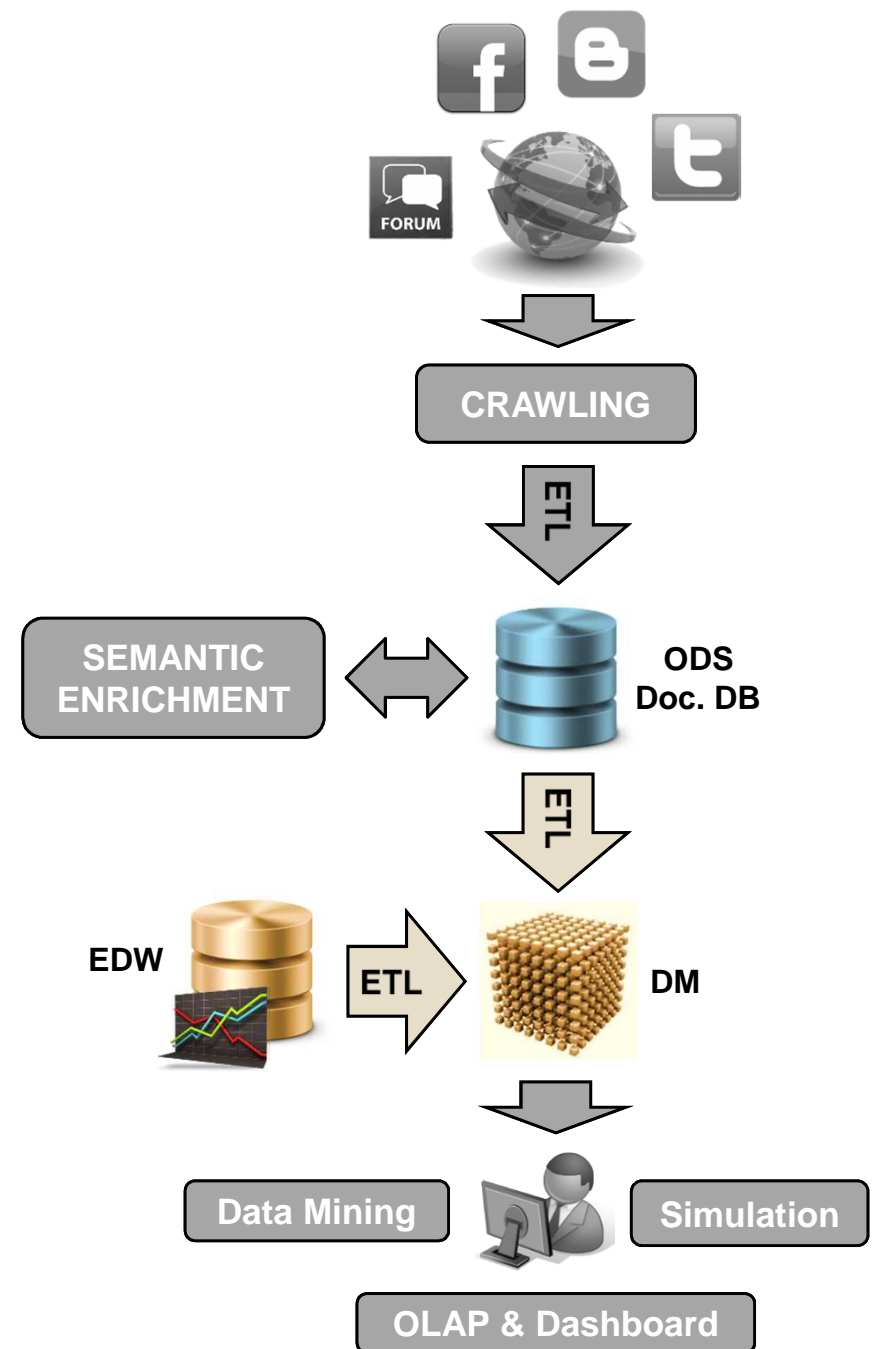 f
B
t
FORUM
CRAWLING
ETL
SEMANTIC
ENRICHMENT
ODS
Doc. DB
ETL
EDW
ETL
DM
Data Mining
Simulation
OLAP & Dashboard